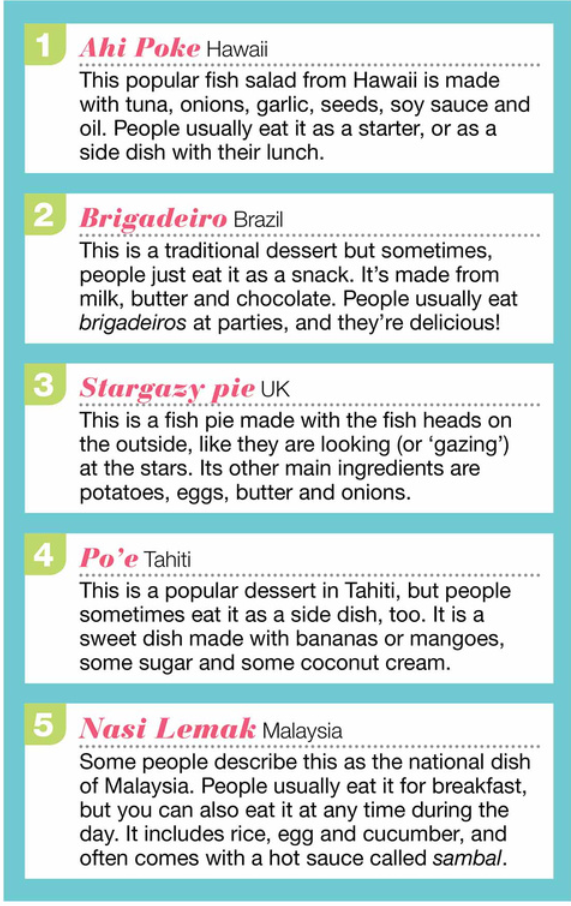 1 Ahi Poke Hawaii
This popular fish salad from Hawaii is made
with tuna, onions, garlic, seeds, soy sauce and
oil. People usually eat it as a starter, or as a
side dish with their lunch.
2 Brigadeiro Brazil
This is a traditional dessert but sometimes,
people just eat it as a snack. It’s made from
milk, butter and chocolate. People usually eat
brigadeiros at parties, and they’re delicious!
3 Stargazy pie UK
This is a fish pie made with the fish heads on
the outside, like they are looking (or ‘gazing’)
at the stars. Its other main ingredients are
potatoes, eggs, butter and onions.
4 Po’e Tahiti
This is a popular dessert in Tahiti, but people
sometimes eat it as a side dish, too. It is a
sweet dish made with bananas or mangoes,
some sugar and some coconut cream.
5 Nasi Lemak Malaysia
Some people describe this as the national dish
of Malaysia. People usually eat it for breakfast,
but you can also eat it at any time during the
day. It includes rice, egg and cucumber, and
often comes with a hot sauce called sambal.